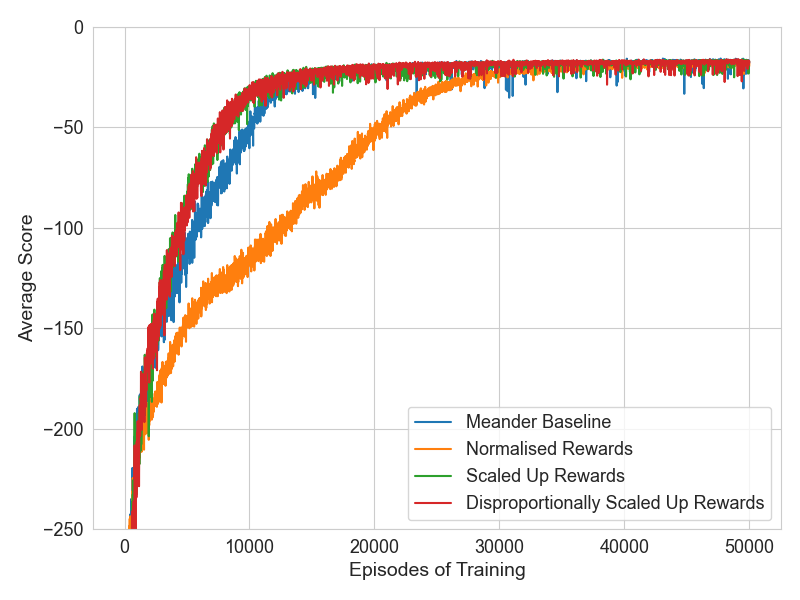 0
−50
−100
−150
−200
−250
Average Score
0
10000
20000
30000
40000
50000
Episodes of Training
Meander Baseline
Normalised Rewards
Scaled Up Rewards
Disproportionally Scaled Up Rewards